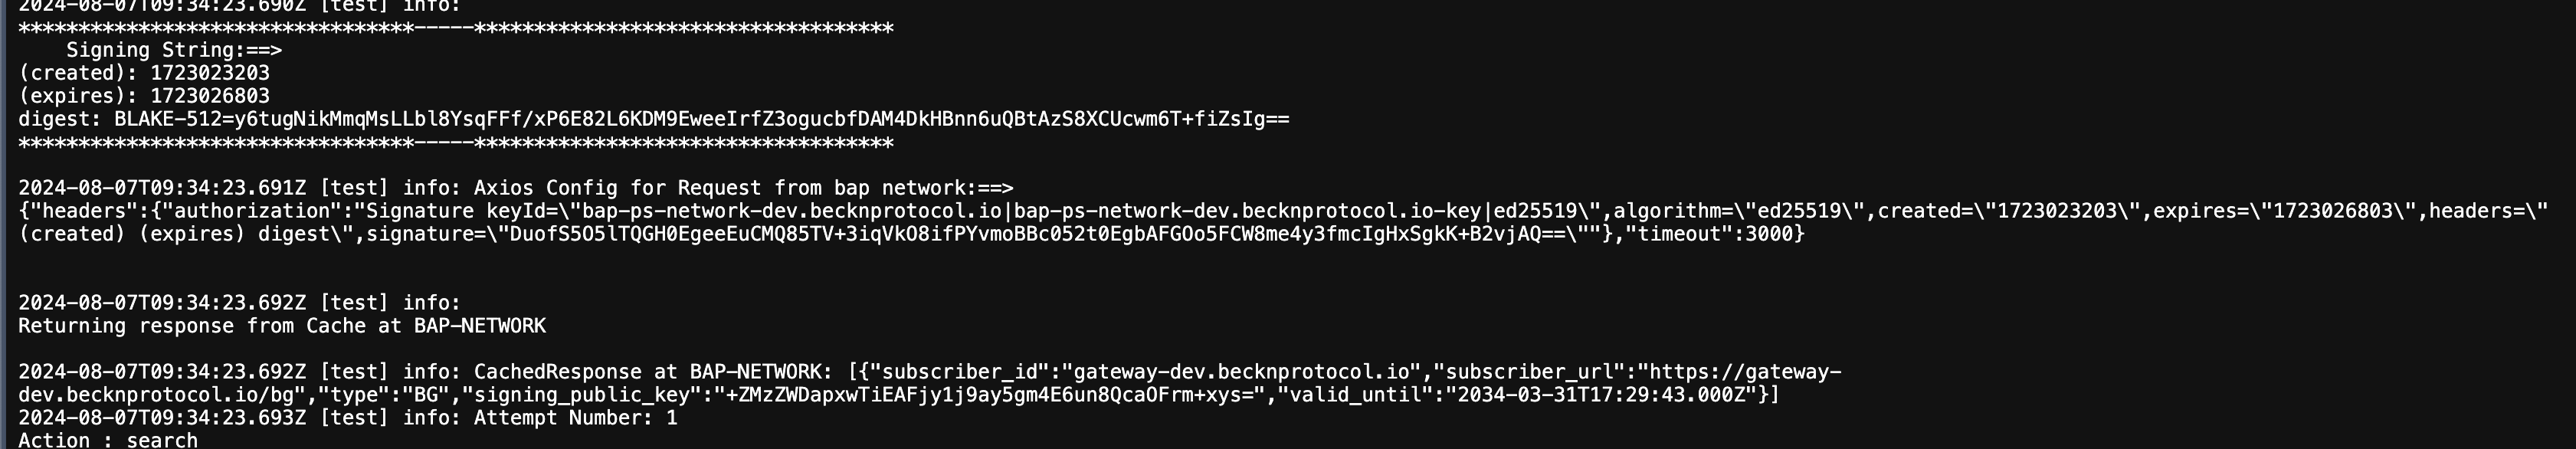 2024-08-07T09:34:23.690Z [test] info:
*********************************-----***********************************
Signing String:==>
(created): 1723023203
(expires): 1723026803
digest: BLAKE-512=y6tugNikMmqMsLLbl8YsqFFf/xP6E82L6KDM9EweeIrfZ3ogucbfDAM4DkHBnn6uQBtAzS8XCUcwm6T+fiZsIg==
*********************************-----***********************************
2024-08-07T09:34:23.691Z [test] info: Axios Config for Request from bap network:==>
{"headers":{"authorization":"Signature keyId=\"bap-ps-network-dev.becknprotocol.io|bap-ps-network-dev.becknprotocol.io-key|ed25519\",algorithm=\"ed25519\",created=\"1723023203\",expires=\"1723026803\",headers=\"
(created) (expires) digest\",signature=\"DuofS5O5lTQGH0EgeeEuCMQ85TV+3iqVkO8ifPYvmoBBc052t0EgbAFGOo5FCW8me4y3fmcIgHxSgkK+B2vjAQ==\""},"timeout":3000}
2024-08-07T09:34:23.692Z [test] info:
Returning response from Cache at BAP-NETWORK
2024-08-07T09:34:23.692Z [test] info: CachedResponse at BAP-NETWORK: [{"subscriber_id":"gateway-dev.becknprotocol.io","subscriber_url":"https://gateway-
dev.becknprotocol.io/bg","type":"BG","signing_public_key":"+ZMzZWDapxwTiEAFjy1j9ay5gm4E6un8QcaOFrm+xys=","valid_until":"2034-03-31T17:29:43.000Z"}]
2024-08-07T09:34:23.693Z [test] info: Attempt Number: 1
Action : search